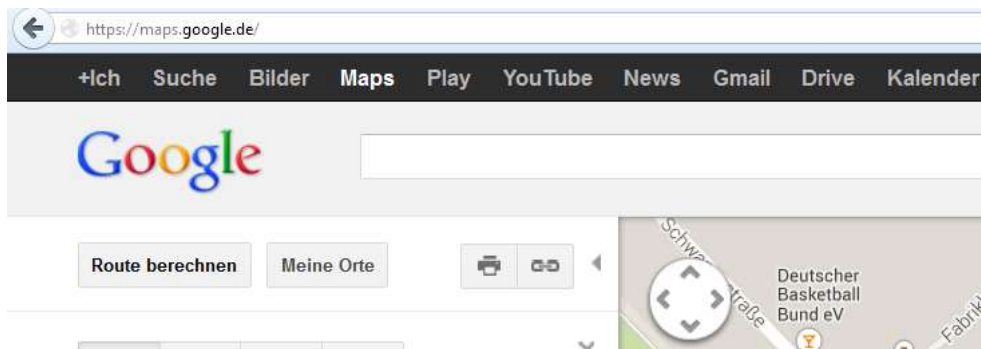 https://maps.google.de/
+Ich Suche Bilder Maps Play YouTube News Gmail Drive Kalender
Google
Route berechnen Meine Orte
Deutscher
Basketball
Bund eV